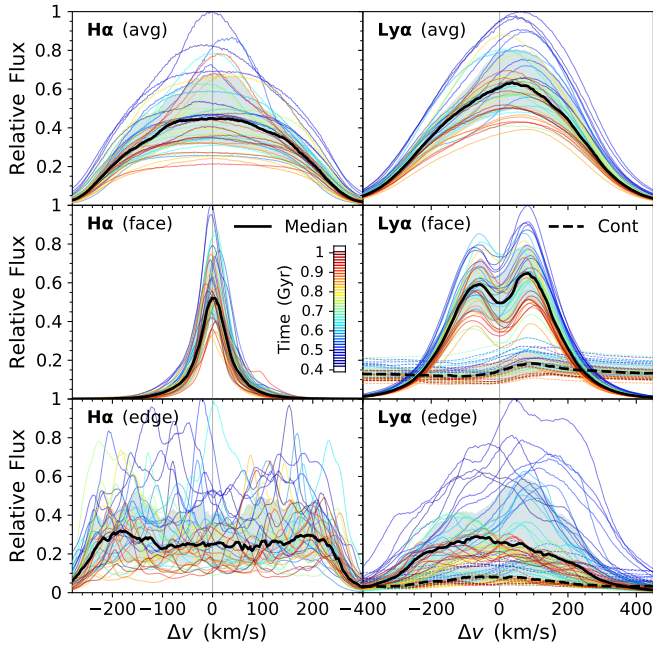 1
0.8
0.6
0.4
0.2
Relative Flux
Hα (avg)
Lyα (avg)
1
0.8
0.6
0.4
0.2
Relative Flux
Hα (face)
Median
Time (Gyr)
1
0.9
0.8
0.7
0.6
0.5
0.4
Lyα (face)
Cont
1
0.8
0.6
0.4
0.2
0
Relative Flux
Hα (edge)
Lyα (edge)
−200 −100 0 100 200 −400 −200 0 200 400
Δv (km/s) Δv (km/s)